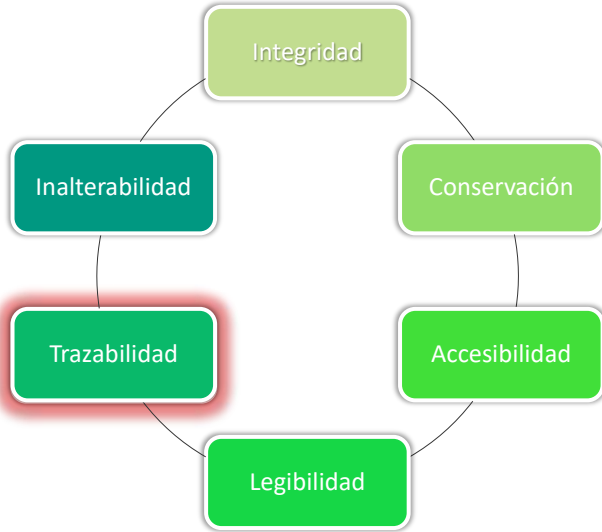 Integridad
Conservación
Accesibilidad
Legibilidad
Trazabilidad
Inalterabilidad